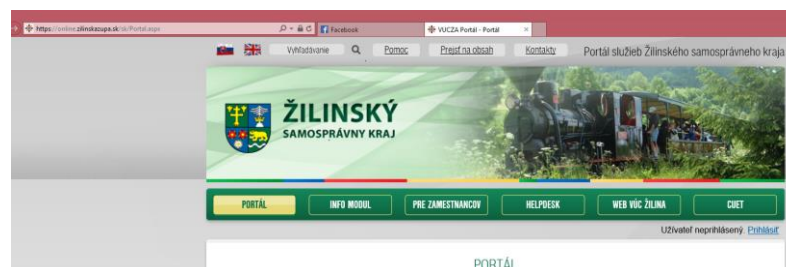 https://online.zilinskazupa.sk/sk/Portal.aspx
Facebook
VUCZA Portál - Portál
Vyhľadávanie Pomoc Prejsť na obsah Kontakty Portál služieb Žilinského samosprávneho kraja
ŽILINSKÝ
SAMOSPRÁVNY KRAJ
PORTÁL INFO MODUL PRE ZAMESTNANCOV HELPDESK WEB VÚC ŽILINA CUET
Užívateľ neprihlásený. Prihlásiť
PORTÁL